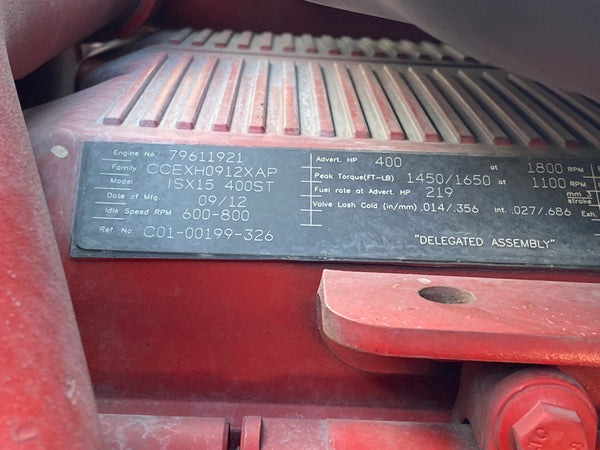 Engine No. 79611921
Family CCEXH0912XAP
Model ISX15 400ST
Date of Mfg. 09/12
Idle Speed RPM 600-800
Ref. No. C01-00199-326
Advert. HP 400 at 1800 RPM
Peak Torque(FT-LB) 1450/1650 at 1100 RPM
Fuel rate at Advert. HP 219 mm3 stroke
Valve Lash Cold (in/mm) .014/.356 Int. .027/.686 Exh.
"DELEGATED ASSEMBLY"